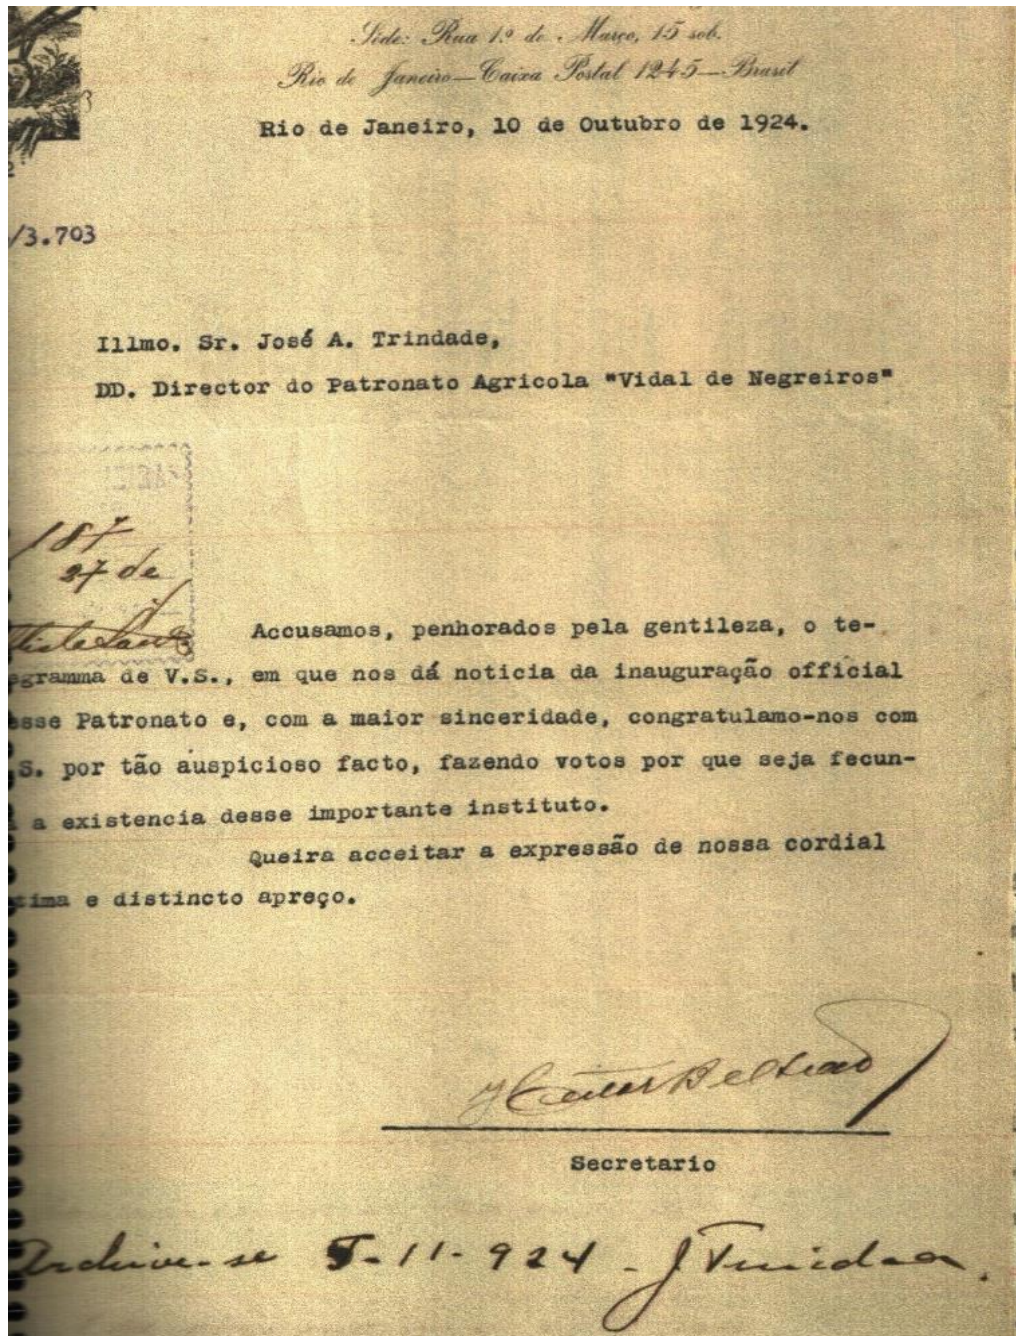 Séde: Rua 1.º de Março, 15 sob.
Rio de Janeiro—Caixa Postal 1245—Brasil
Rio de Janeiro, 10 de Outubro de 1924.
/3.703
Illmo. Sr. José A. Trindade,
DD. Director do Patronato Agricola "Vidal de Negreiros"
187
27 de
Accusamos, penhorados pela gentileza, o te-
egramma de V.S., em que nos dá noticia da inauguração official
esse Patronato e, com a maior sinceridade, congratulamo-nos com
.S. por tão auspicioso facto, fazendo votos por que seja fecun-
a existencia desse importante instituto.
Queira acceitar a expressão de nossa cordial
tima e distincto apreço.
Heitor Beltrão
Secretario
Archive-se 5-11-924 - J Trindade.